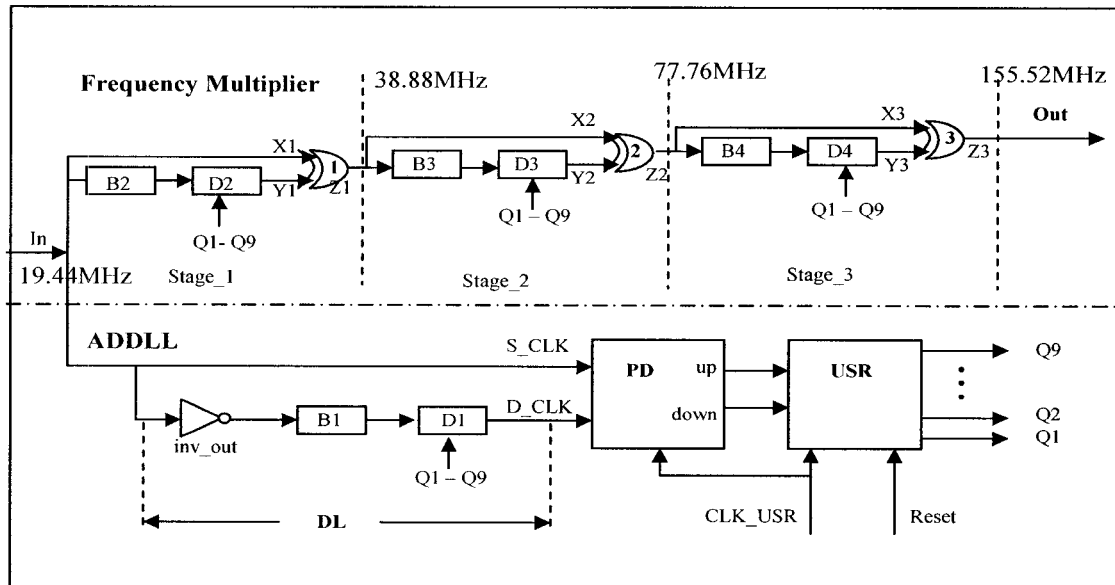 Frequency Multiplier
38.88MHz
77.76MHz
155.52MHz
Out
X1
1
B2
D2
Y1
Z1
Q1- Q9
X2
2
B3
D3
Y2
Z2
Q1 – Q9
X3
3
B4
D4
Y3
Z3
Q1 – Q9
In
19.44MHz
Stage_1
Stage_2
Stage_3
ADDLL
S_CLK
PD
up
down
USR
Q9
Q2
Q1
inv_out
B1
D1
D_CLK
Q1 – Q9
DL
CLK_USR
Reset